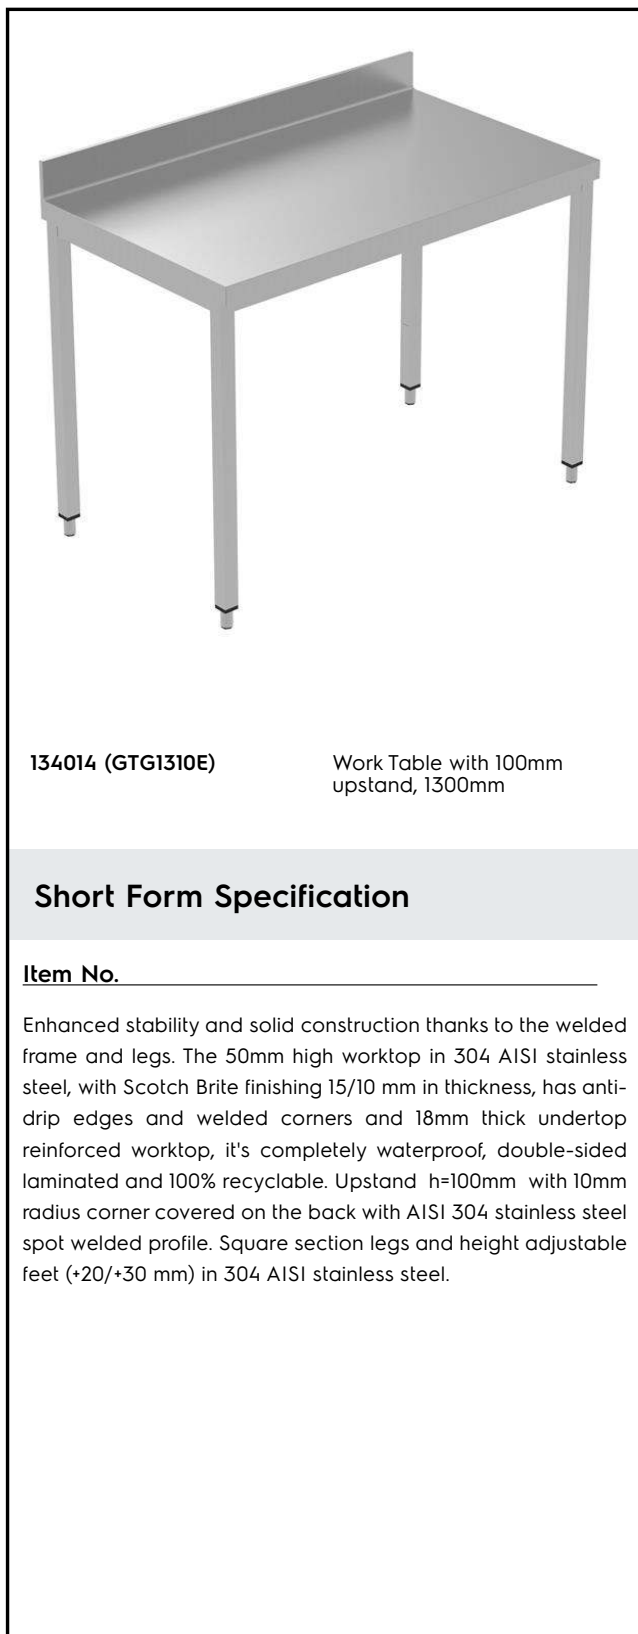 134014 (GTG1310E)
Work Table with 100mm
upstand, 1300mm
Short Form Specification
Item No.
Enhanced stability and solid construction thanks to the welded
frame and legs. The 50mm high worktop in 304 AISI stainless
steel, with Scotch Brite finishing 15/10 mm in thickness, has anti-
drip edges and welded corners and 18mm thick undertop
reinforced worktop, it's completely waterproof, double-sided
laminated and 100% recyclable. Upstand h=100mm with 10mm
radius corner covered on the back with AISI 304 stainless steel
spot welded profile. Square section legs and height adjustable
feet (+20/+30 mm) in 304 AISI stainless steel.